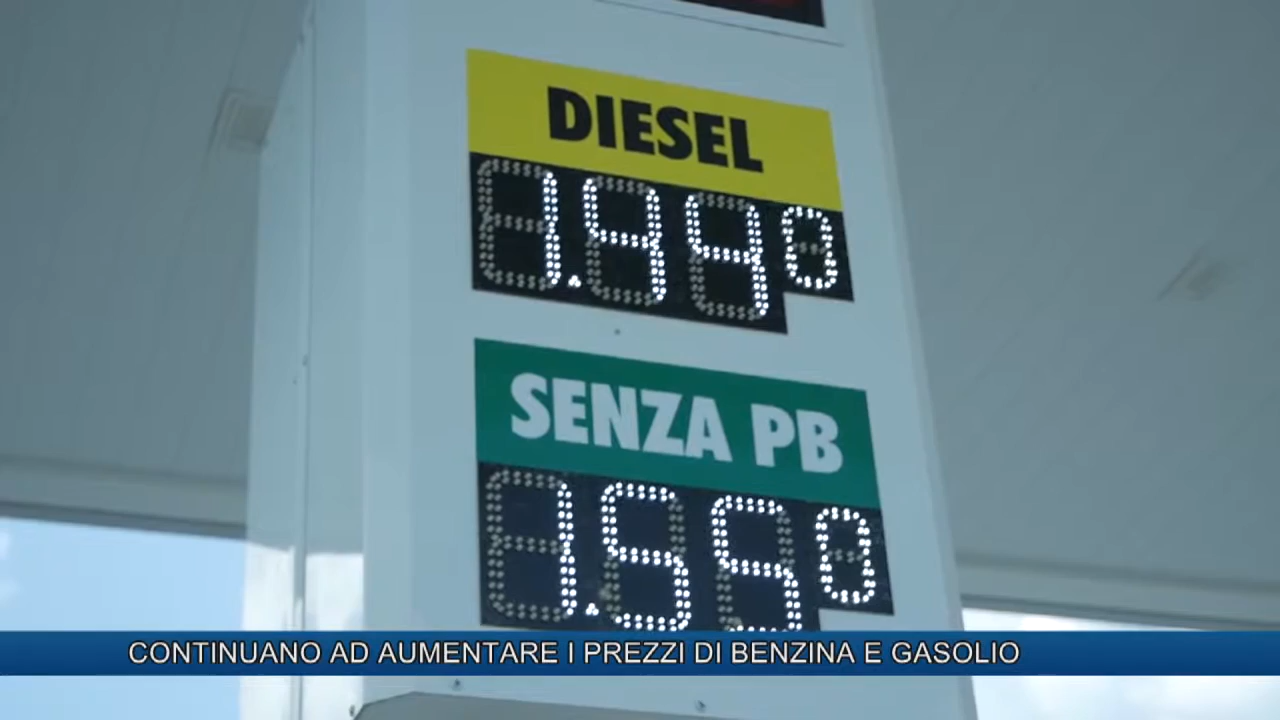 DIESEL
1.440
SENZA PB
1.550
CONTINUANO AD AUMENTARE I PREZZI DI BENZINA E GASOLIO